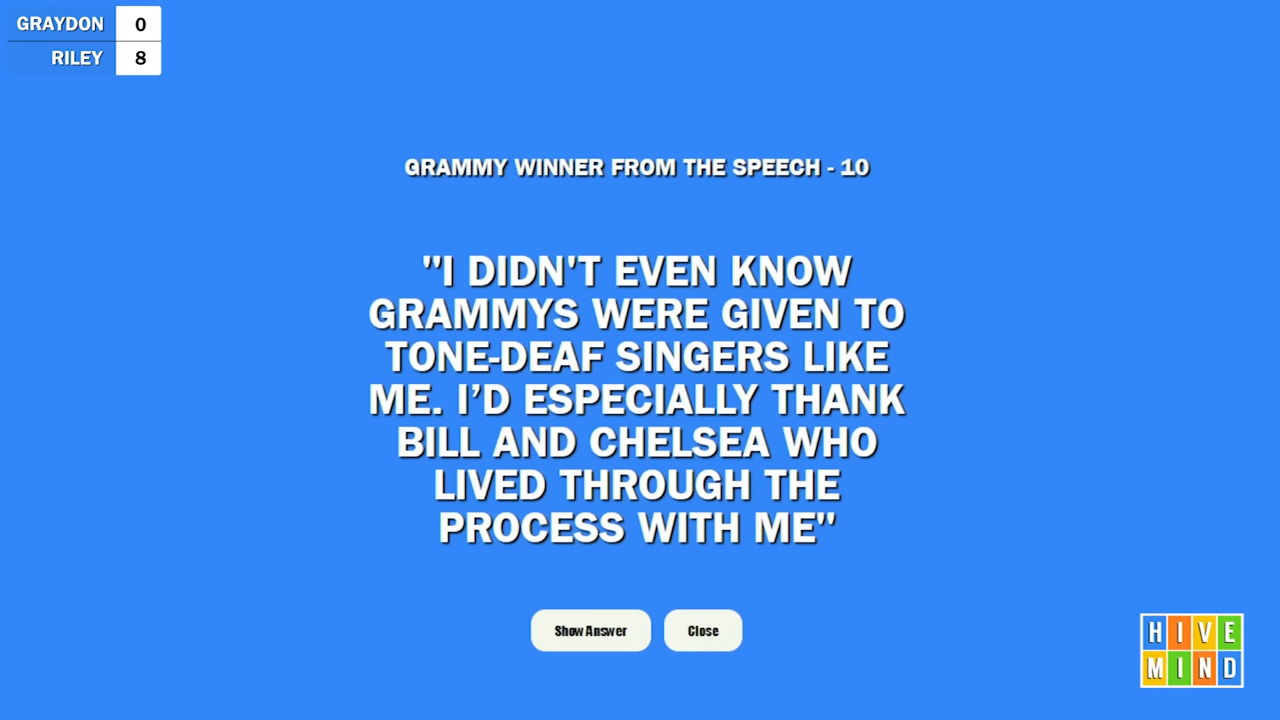 GRAYDON 0
RILEY 8
GRAMMY WINNER FROM THE SPEECH - 10
"I DIDN'T EVEN KNOW
GRAMMYS WERE GIVEN TO
TONE-DEAF SINGERS LIKE
ME. I’D ESPECIALLY THANK
BILL AND CHELSEA WHO
LIVED THROUGH THE
PROCESS WITH ME"
Show Answer Close
HIVE
MIND